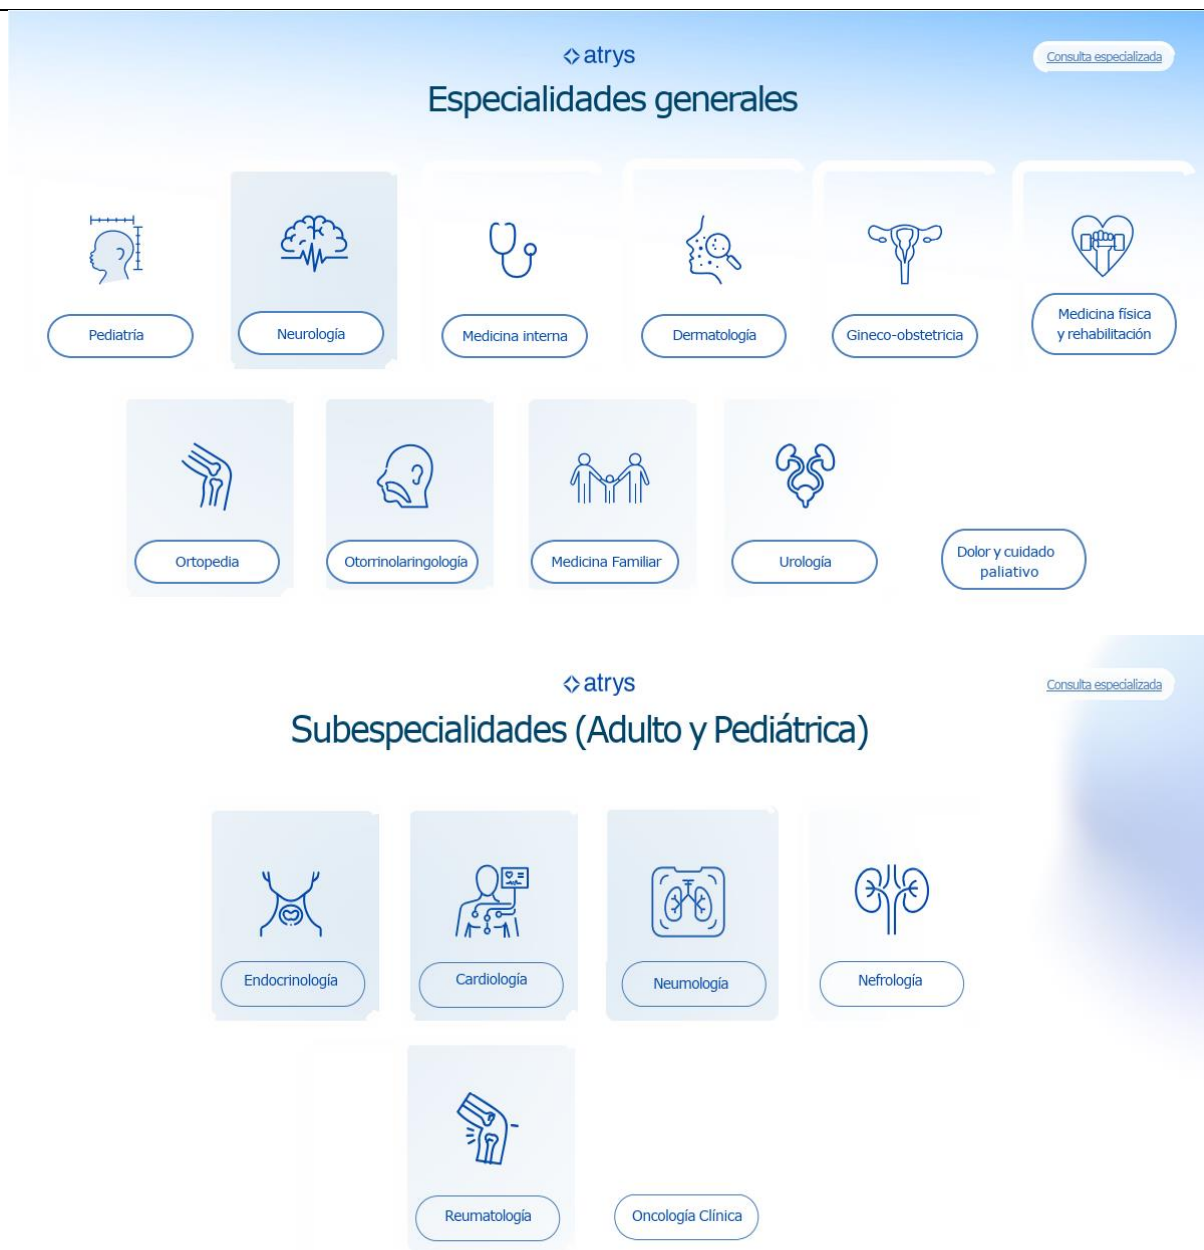 atrys
Consulta especializada
Especialidades generales
Pediatría
Neurología
Medicina interna
Dermatología
Gineco-obstetricia
Medicina física
y rehabilitación
Ortopedia
Otorrinolaringología
Medicina Familiar
Urología
Dolor y cuidado
paliativo
atrys
Consulta especializada
Subespecialidades (Adulto y Pediátrica)
Endocrinología
Cardiología
Neumología
Nefrología
Reumatología
Oncología Clínica